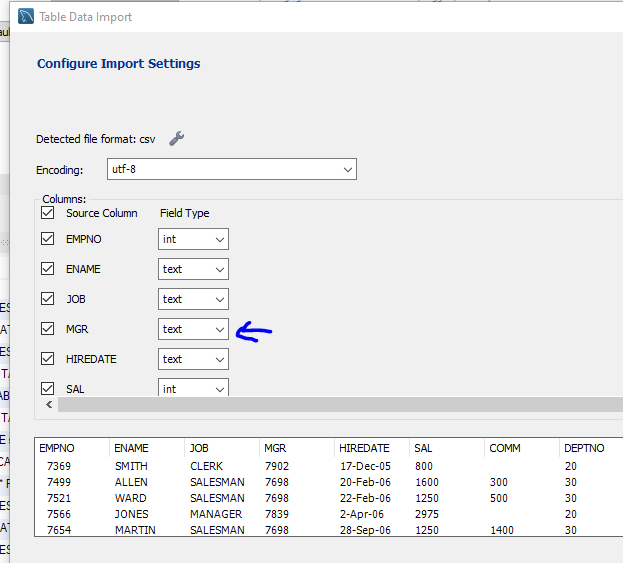 Table Data Import
Configure Import Settings
Detected file format: csv
Encoding: utf-8
Columns:
Source Column Field Type
EMPNO int
ENAME text
JOB text
MGR text
HIREDATE text
SAL int
EMPNO ENAME JOB MGR HIREDATE SAL COMM DEPTNO
7369 SMITH CLERK 7902 17-Dec-05 800 20
7499 ALLEN SALESMAN 7698 20-Feb-06 1600 300 30
7521 WARD SALESMAN 7698 22-Feb-06 1250 500 30
7566 JONES MANAGER 7839 2-Apr-06 2975 20
7654 MARTIN SALESMAN 7698 28-Sep-06 1250 1400 30